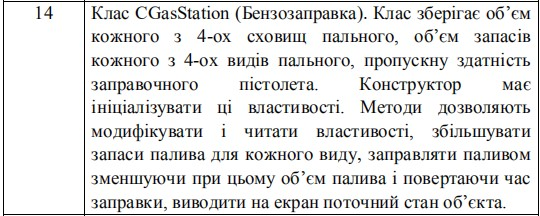 14
Клас CGasStation (Бензозаправка). Клас зберігає об’єм
кожного з 4-ох сховищ пального, об’єм запасів
кожного з 4-ох видів пального, пропускну здатність
заправочного пістолета. Конструктор має
ініціалізувати ці властивості. Методи дозволяють
модифікувати і читати властивості, збільшувати
запаси палива для кожного виду, заправляти паливом
зменшуючи при цьому об’єм палива і повертаючи час
заправки, виводити на екран поточний стан об’єкта.